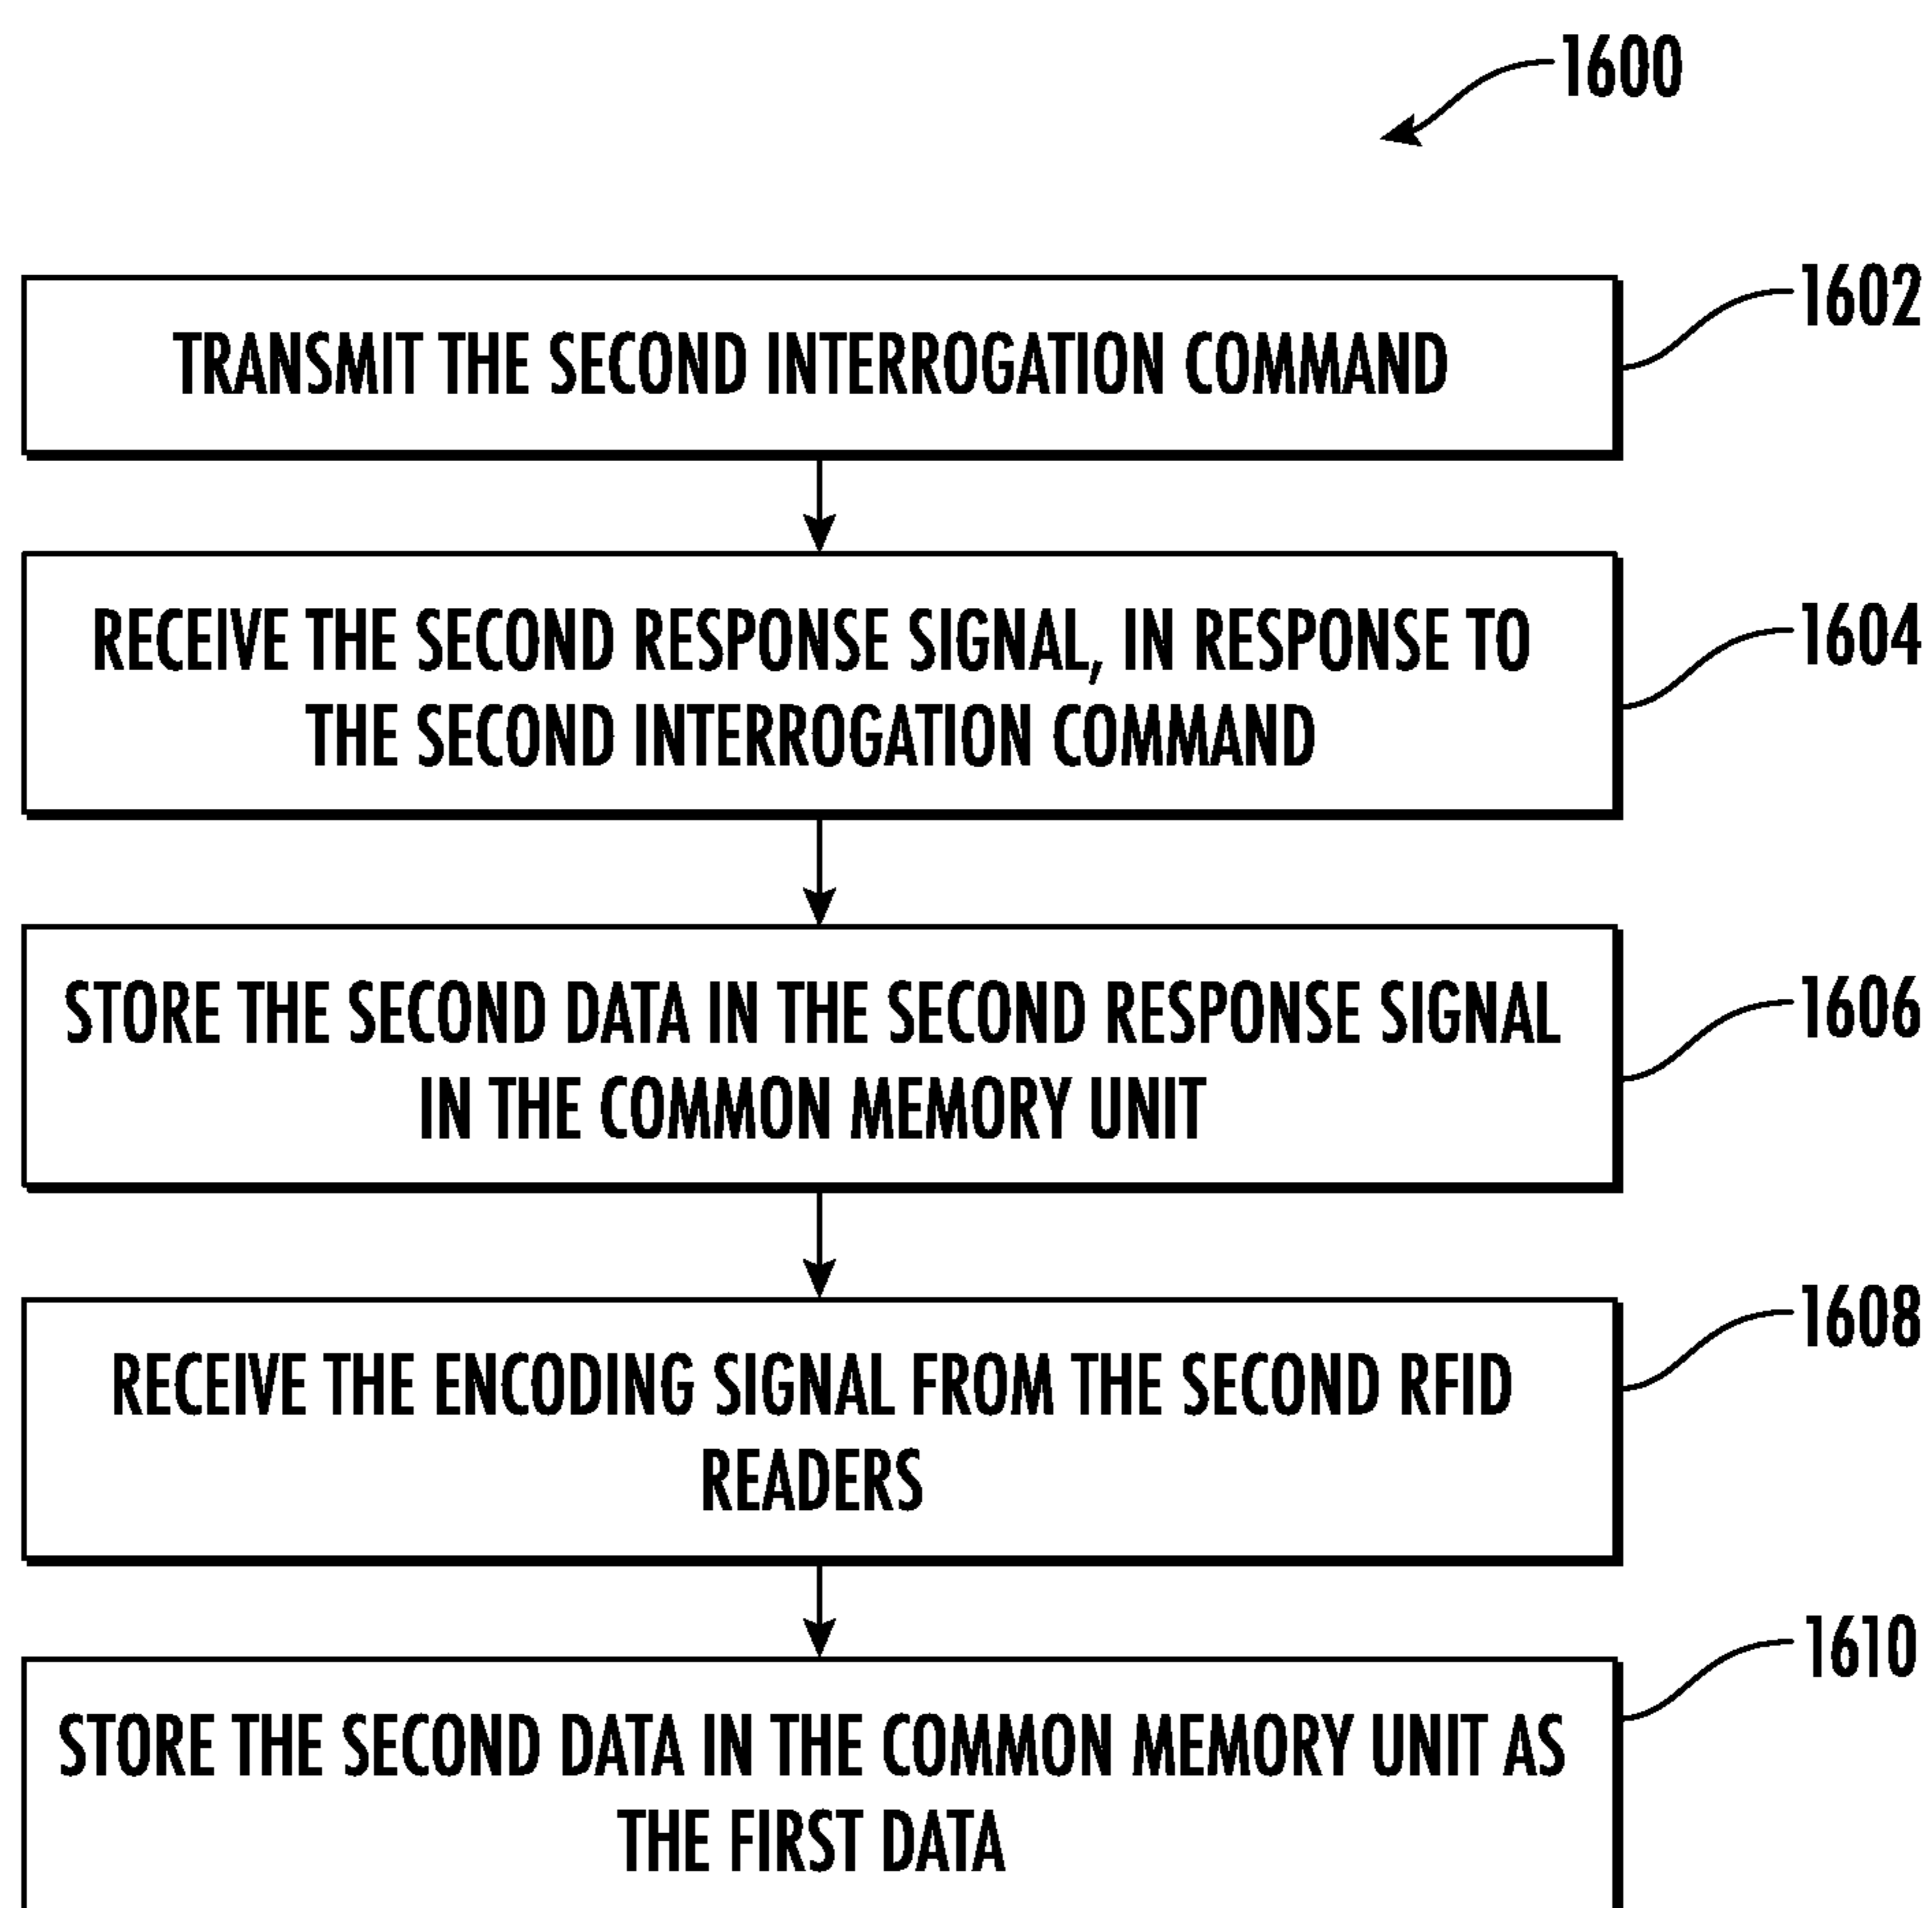 1600
1602
TRANSMIT THE SECOND INTERROGATION COMMAND
1604
RECEIVE THE SECOND RESPONSE SIGNAL, IN RESPONSE TO
THE SECOND INTERROGATION COMMAND
1606
STORE THE SECOND DATA IN THE SECOND RESPONSE SIGNAL
IN THE COMMON MEMORY UNIT
1608
RECEIVE THE ENCODING SIGNAL FROM THE SECOND RFID
READERS
1610
STORE THE SECOND DATA IN THE COMMON MEMORY UNIT AS
THE FIRST DATA